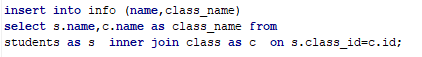 insert into info (name,class_name)
select s.name,c.name as class_name from
students as s  inner join class as c  on s.class_id=c.id;